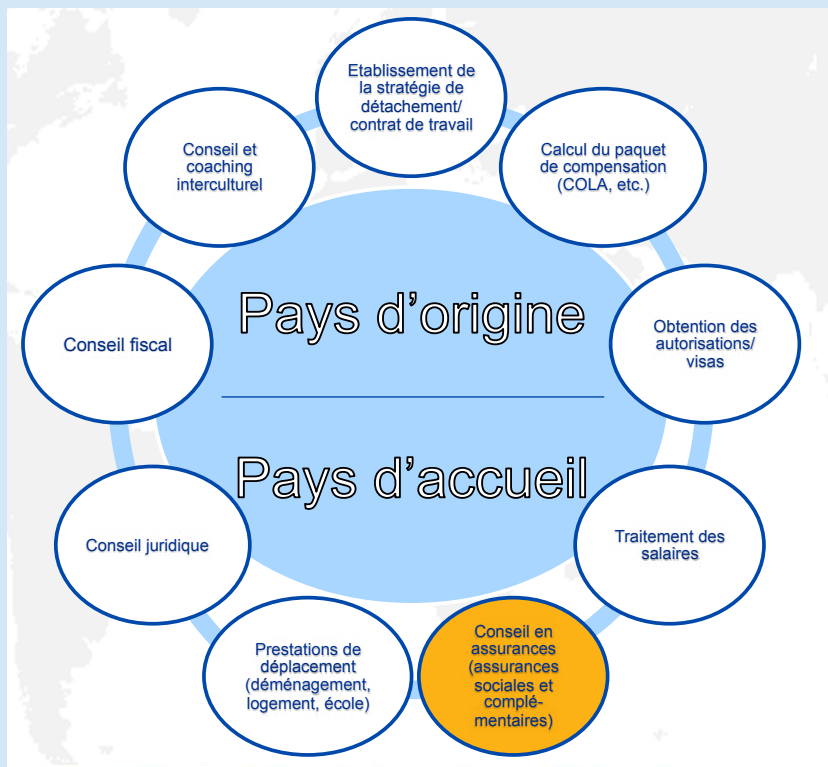 Etablissement de
la stratégie de
détachement/
contrat de travail
Calcul du paquet
de compensation
(COLA, etc.)
Obtention des
autorisations/
visas
Traitement des
salaires
Conseil en
assurances
(assurances
sociales et
complé-
mentaires)
Prestations de
déplacement
(déménagement,
logement, école)
Conseil juridique
Conseil fiscal
Conseil et
coaching
interculturel
Pays d’origine
Pays d’accueil